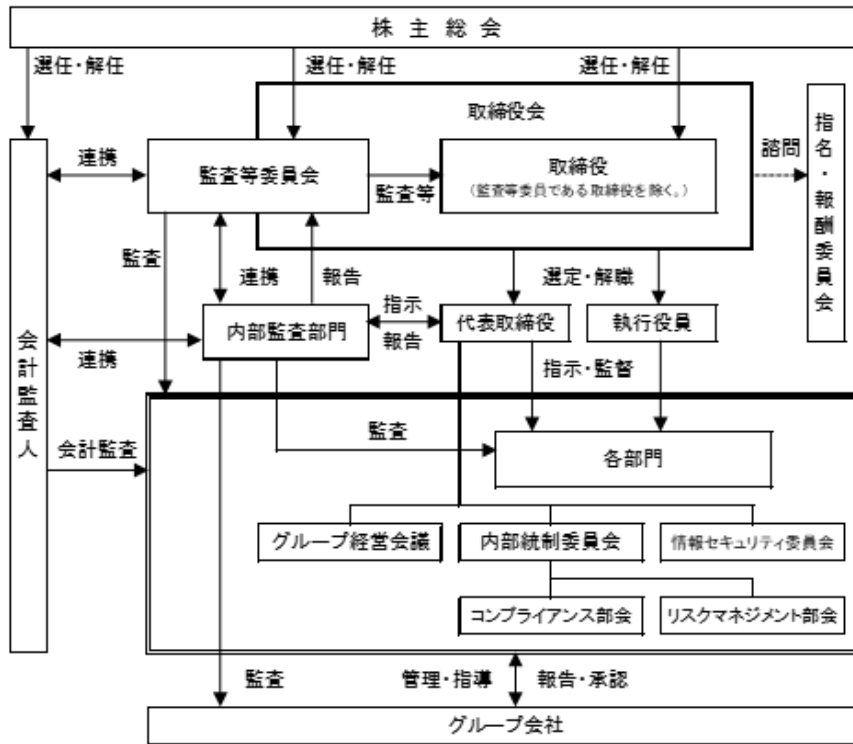 株主総会
選任・解任
選任・解任
選任・解任
取締役会
監査等委員会
取締役
(監査等委員である取締役を除く。)
連携
監査等
諮問
指名・報酬委員会
監査
連携
報告
選定・解職
内部監査部門
指示
報告
代表取締役
執行役員
連携
会計監査人
指示・監督
監査
各部門
会計監査
グループ経営会議
内部統制委員会
情報セキュリティ委員会
コンプライアンス部会
リスクマネジメント部会
監査
管理・指導
報告・承認
グループ会社